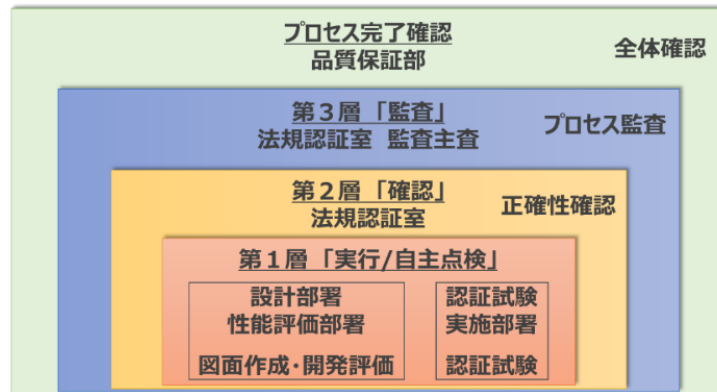 プロセス完了確認
品質保証部
全体確認
第３層「監査」
法規認証室 監査主査
プロセス監査
第２層「確認」
法規認証室
正確性確認
第１層「実行/自主点検」
設計部署
性能評価部署
図面作成・開発評価
認証試験
実施部署
認証試験